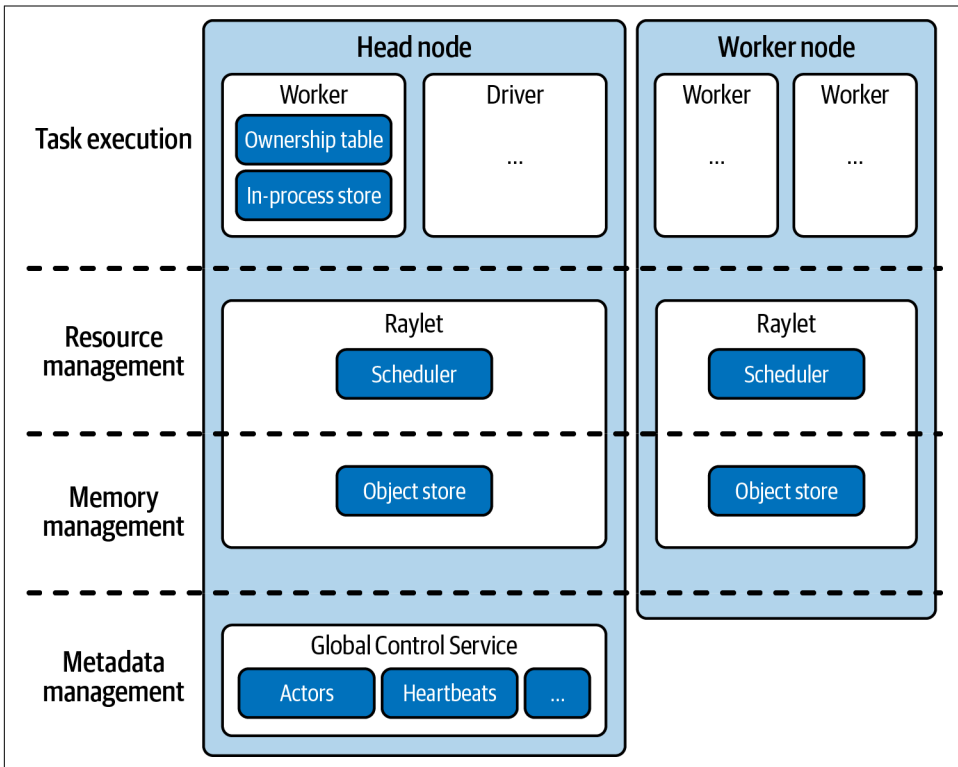 Head node
Worker node
Task execution
Worker
Ownership table
In-process store
Driver
...
Worker
...
Worker
...
Resource
management
Raylet
Scheduler
Raylet
Scheduler
Memory
management
Object store
Object store
Metadata
management
Global Control Service
Actors
Heartbeats
...